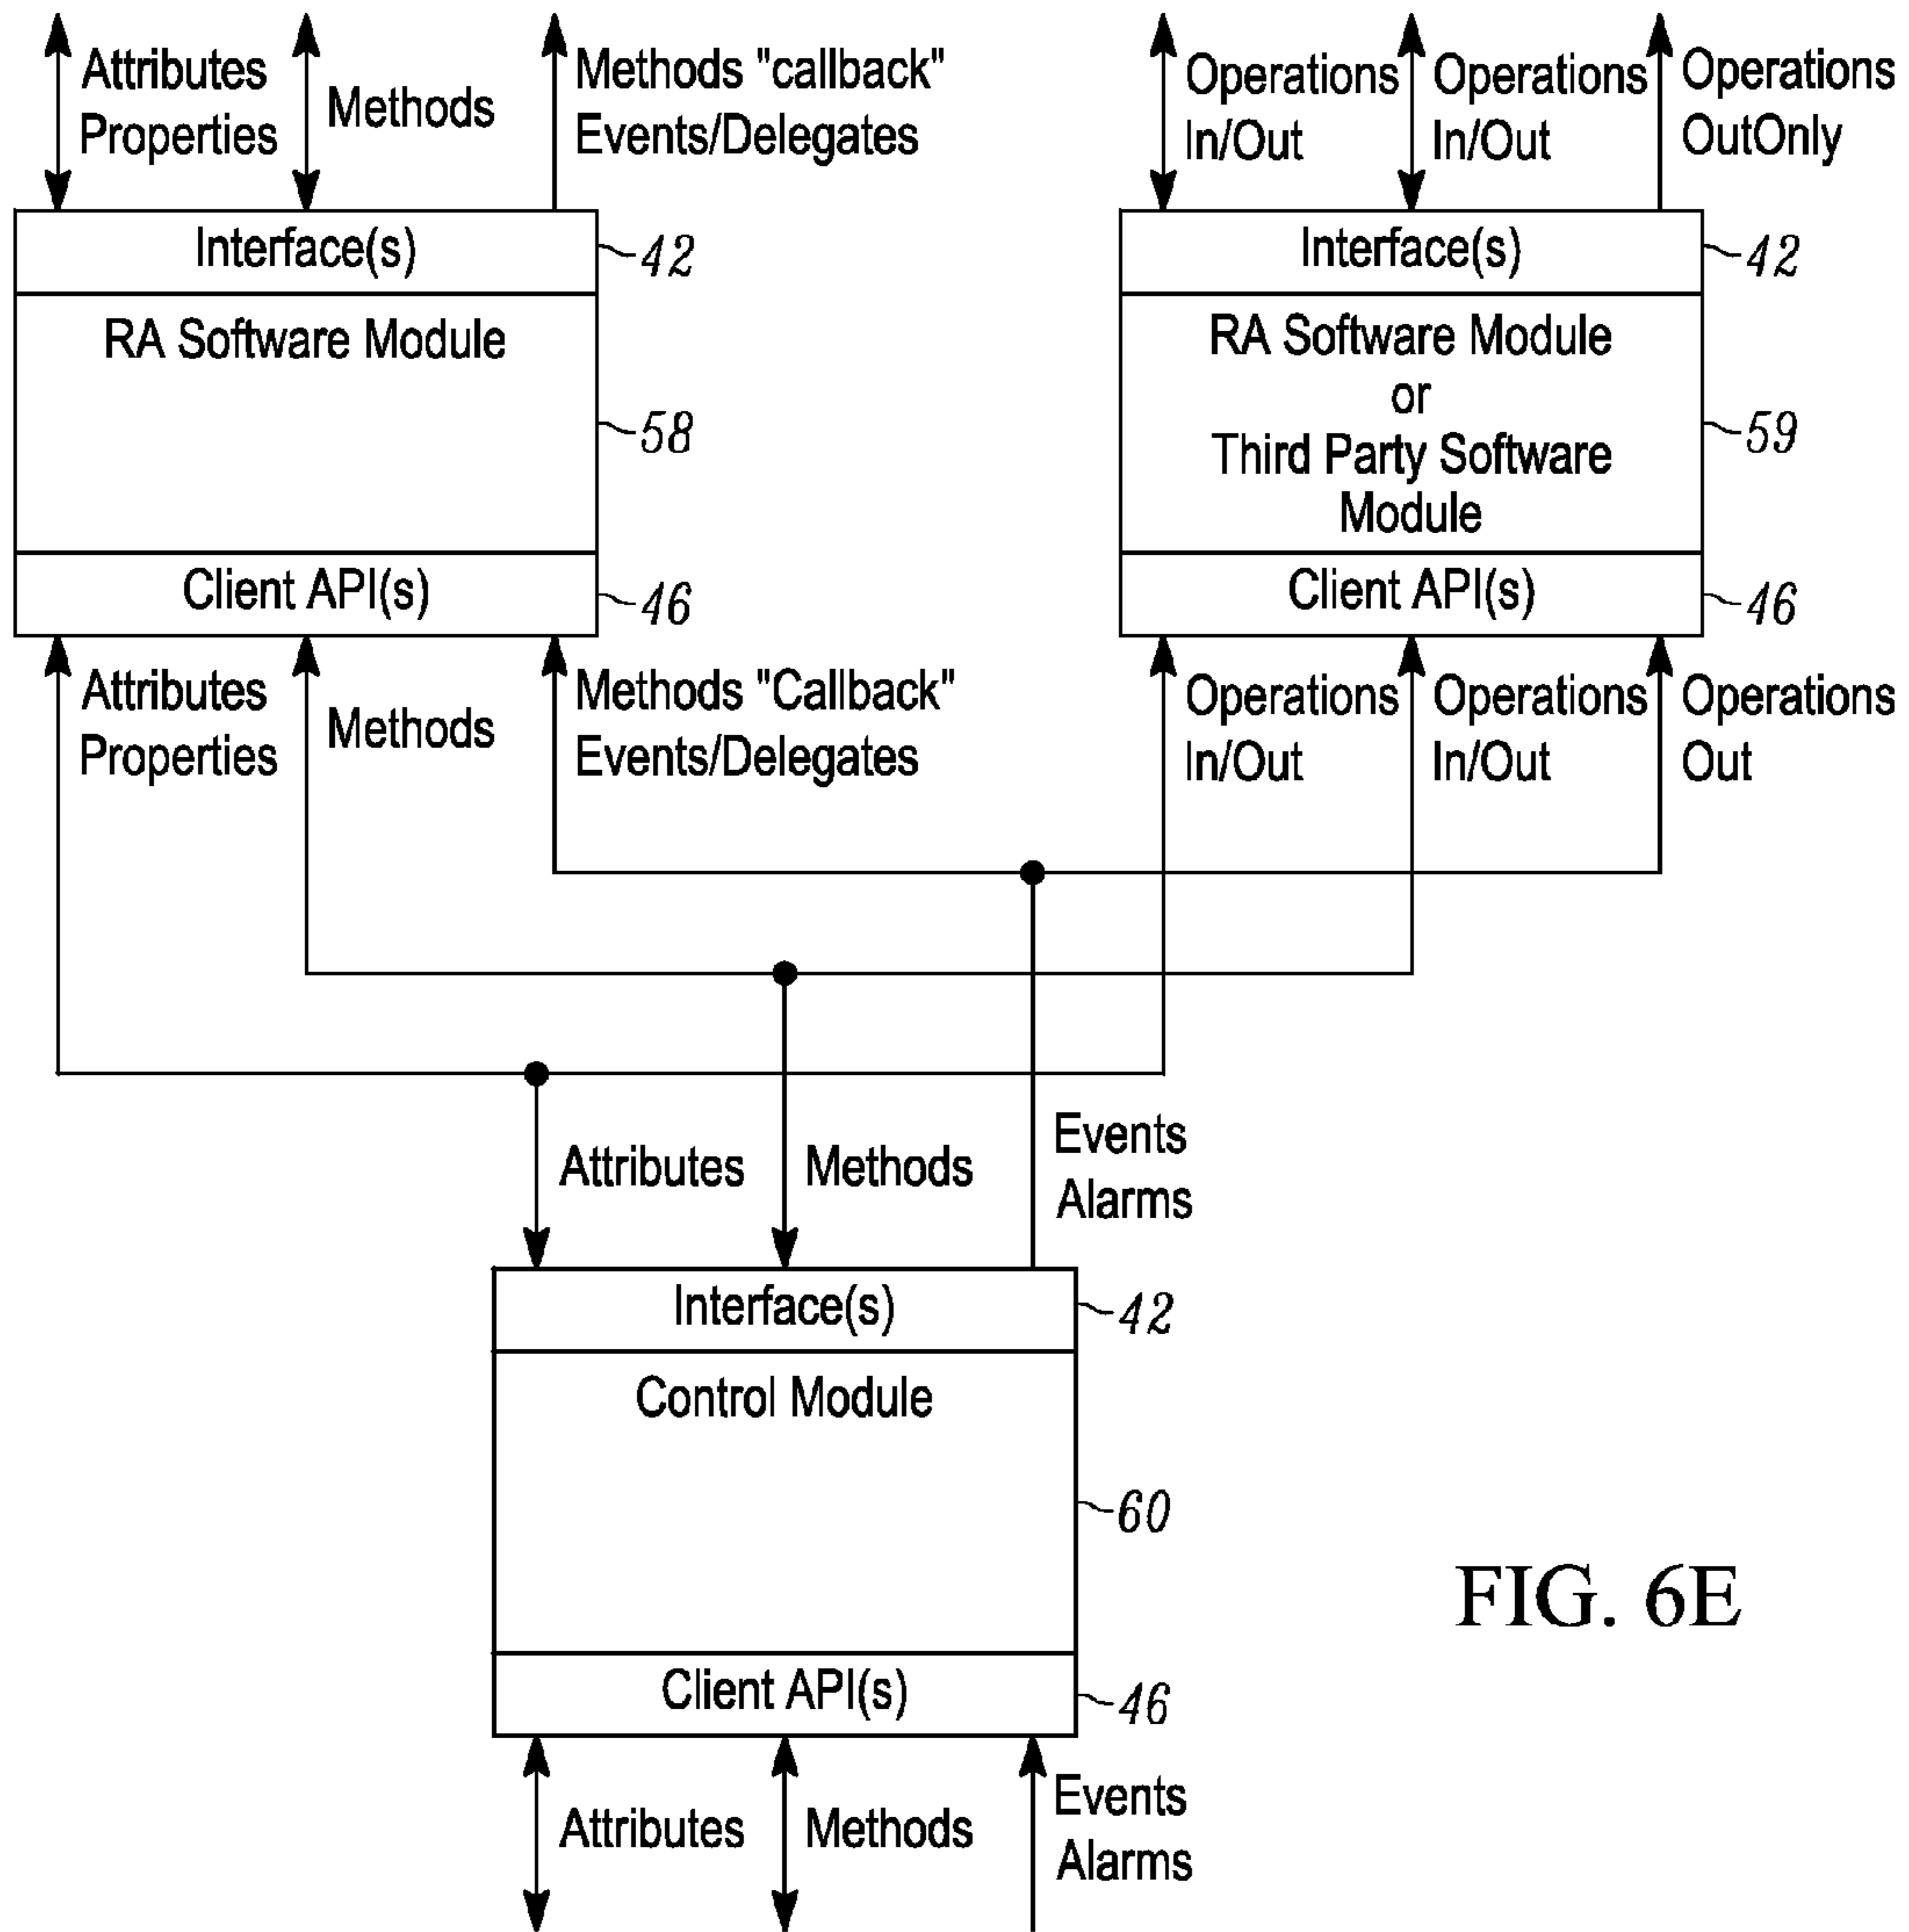 Attributes
Properties
Methods
Methods "callback"
Events/Delegates
Operations
In/Out
Operations
In/Out
Operations
OutOnly
Interface(s)
42
RA Software Module
58
Client API(s)
46
Interface(s)
42
RA Software Module
or
Third Party Software
Module
59
Client API(s)
46
Attributes
Properties
Methods
Methods "Callback"
Events/Delegates
Operations
In/Out
Operations
In/Out
Operations
Out
Attributes
Methods
Events
Alarms
Interface(s)
42
Control Module
60
Client API(s)
46
Attributes
Methods
Events
Alarms
FIG. 6E